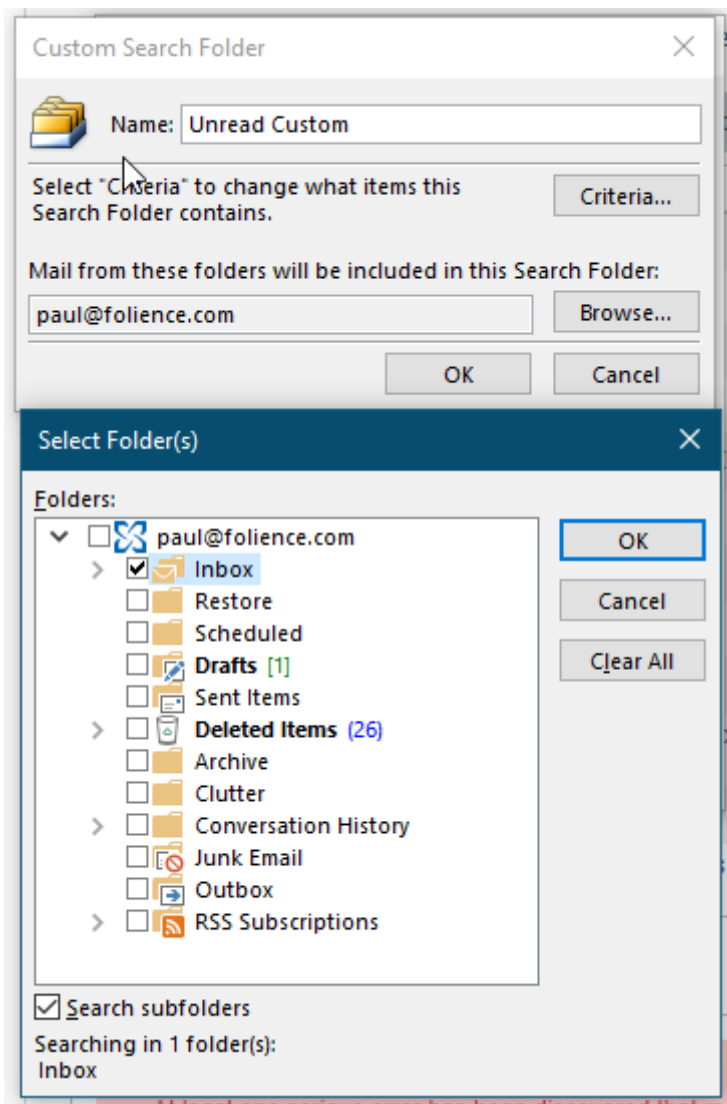 Custom Search Folder
Name: Unread Custom
Select "Criteria" to change what items this
Search Folder contains.
Criteria...
Mail from these folders will be included in this Search Folder:
paul@folience.com
Browse...
OK
Cancel
Select Folder(s)
Folders:
paul@folience.com
Inbox
Restore
Scheduled
Drafts [1]
Sent Items
Deleted Items (26)
Archive
Clutter
Conversation History
Junk Email
Outbox
RSS Subscriptions
OK
Cancel
Clear All
Search subfolders
Searching in 1 folder(s):
Inbox